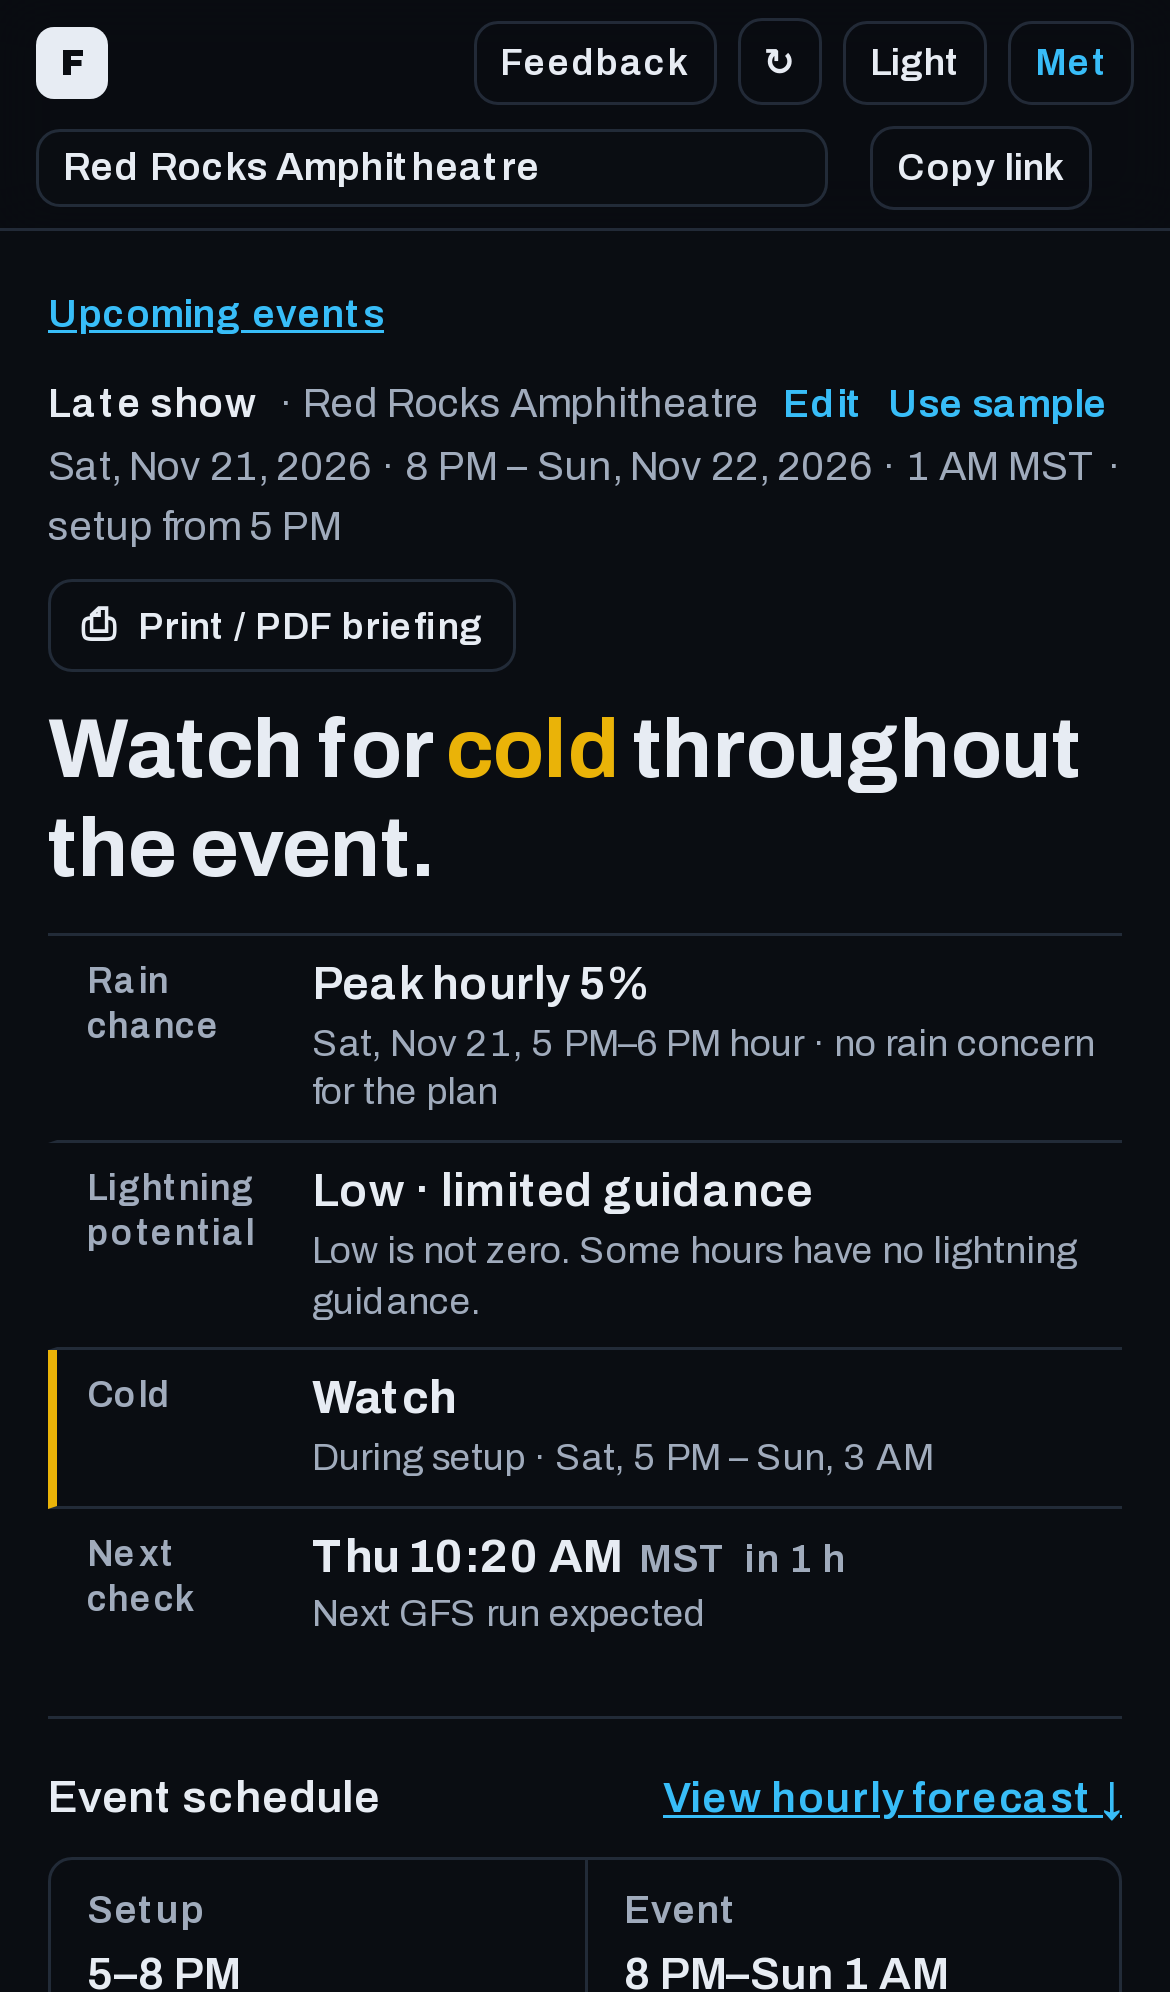 F
Feedback
↻
Light
Met
Red Rocks Amphitheatre
Copy link
Upcoming events
Late show · Red Rocks Amphitheatre Edit Use sample
Sat, Nov 21, 2026 · 8 PM – Sun, Nov 22, 2026 · 1 AM MST ·
setup from 5 PM
Print / PDF briefing
Watch for cold throughout
the event.
Rain
chance
Peak hourly 5%
Sat, Nov 21, 5 PM–6 PM hour · no rain concern
for the plan
Lightning
potential
Low · limited guidance
Low is not zero. Some hours have no lightning
guidance.
Cold
Watch
During setup · Sat, 5 PM – Sun, 3 AM
Next
check
Thu 10:20 AM MST in 1 h
Next GFS run expected
Event schedule
View hourly forecast ↓
Setup
5–8 PM
Event
8 PM–Sun 1 AM